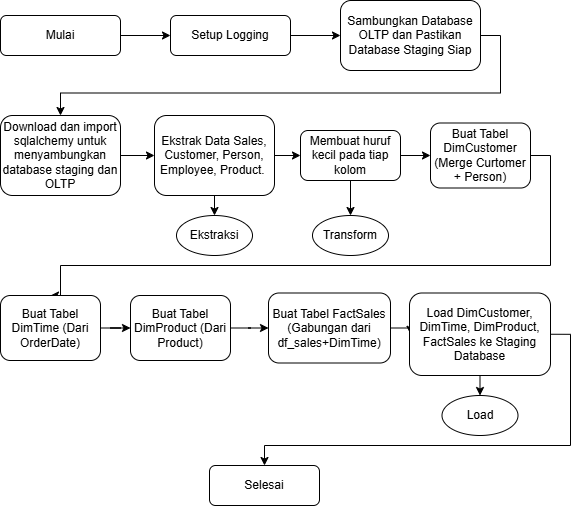 Mulai
Setup Logging
Sambungkan Database
OLTP dan Pastikan
Database Staging Siap
Download dan import
sqlalchemy untuk
menyambungkan
database staging dan
OLTP
Ekstrak Data Sales,
Customer, Person,
Employee, Product.
Membuat huruf
kecil pada tiap
kolom
Buat Tabel
DimCustomer
(Merge Curtomer
+ Person)
Ekstraksi
Transform
Buat Tabel
DimTime (Dari
OrderDate)
Buat Tabel
DimProduct (Dari
Product)
Buat Tabel FactSales
(Gabungan dari
df_sales+DimTime)
Load DimCustomer,
DimTime, DimProduct,
FactSales ke Staging
Database
Load
Selesai